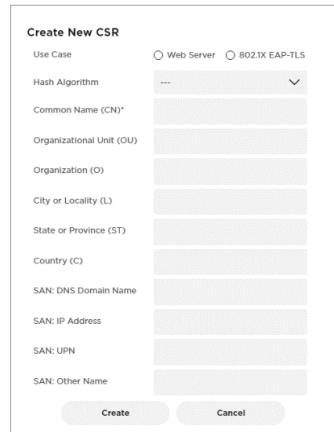 Create New CSR
Use Case Web Server 802.1X EAP-TLS
Hash Algorithm ---
Common Name (CN)*
Organizational Unit (OU)
Organization (O)
City or Locality (L)
State or Province (ST)
Country (C)
SAN: DNS Domain Name
SAN: IP Address
SAN: UPN
SAN: Other Name
Create Cancel